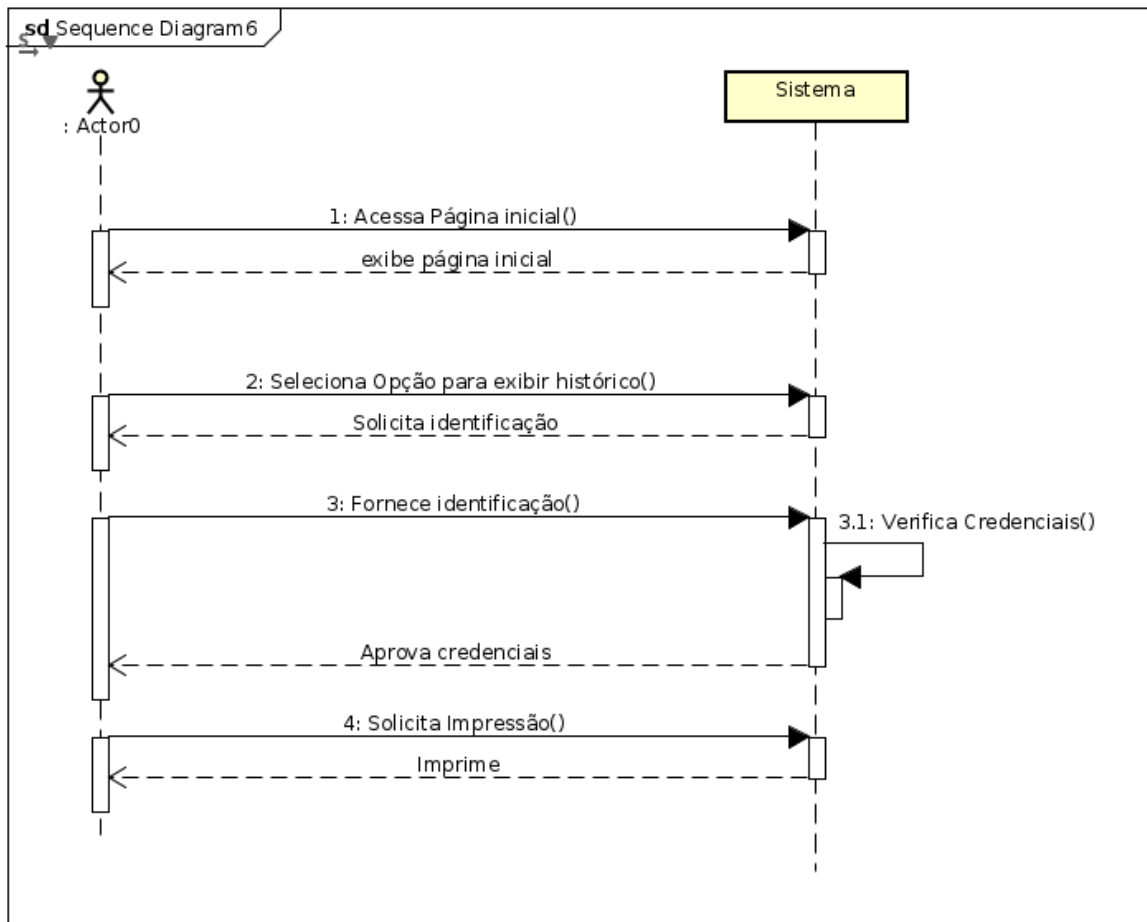 sd Sequence Diagram6
: Actor0
Sistema
1: Acessa Página inicial()
exibe página inicial
2: Seleciona Opção para exibir histórico()
Solicita identificação
3: Fornece identificação()
3.1: Verifica Credenciais()
Aprova credenciais
4: Solicita Impressão()
Imprime